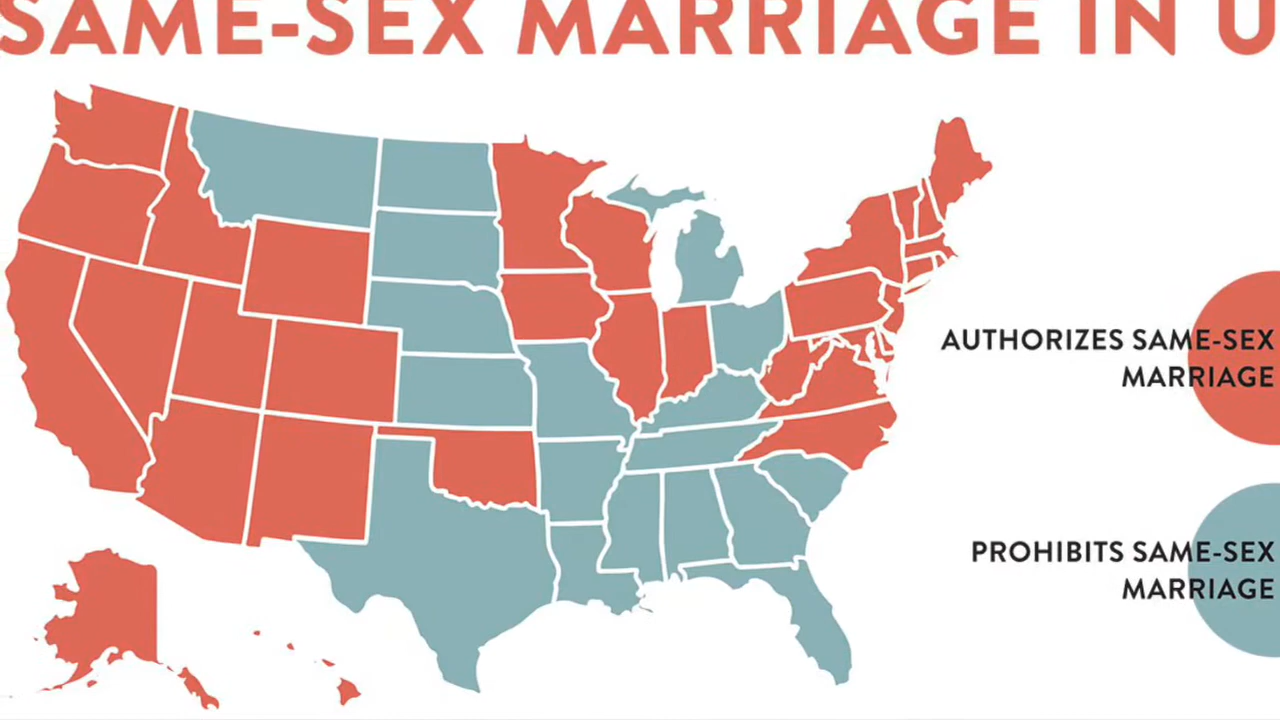 SAME-SEX MARRIAGE IN U
AUTHORIZES SAME-SEX
MARRIAGE
PROHIBITS SAME-SEX
MARRIAGE